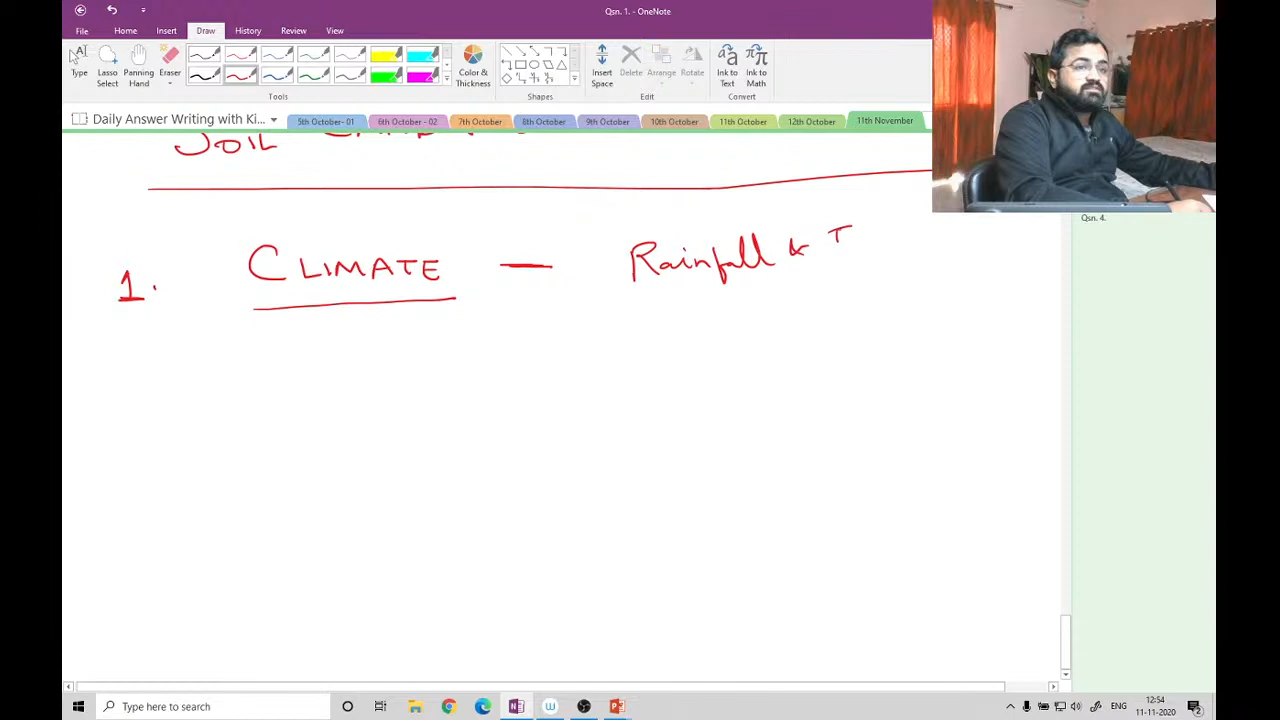 Qsn. 1. - OneNote
File Home Insert Draw History Review View
Type Lasso Select Panning Hand Eraser Color & Thickness Insert Space Delete Arrange Rotate Ink to Text Ink to Math
Tools Shapes Edit Convert
Daily Answer Writing with Ki... 5th October- 01 6th October - 02 7th October 8th October 9th October 10th October 11th October 12th October 11th November
SOIL
Qsn. 4.
1. CLIMATE — Rainfall & T
Type here to search
ENG 12:54 11-11-2020 2